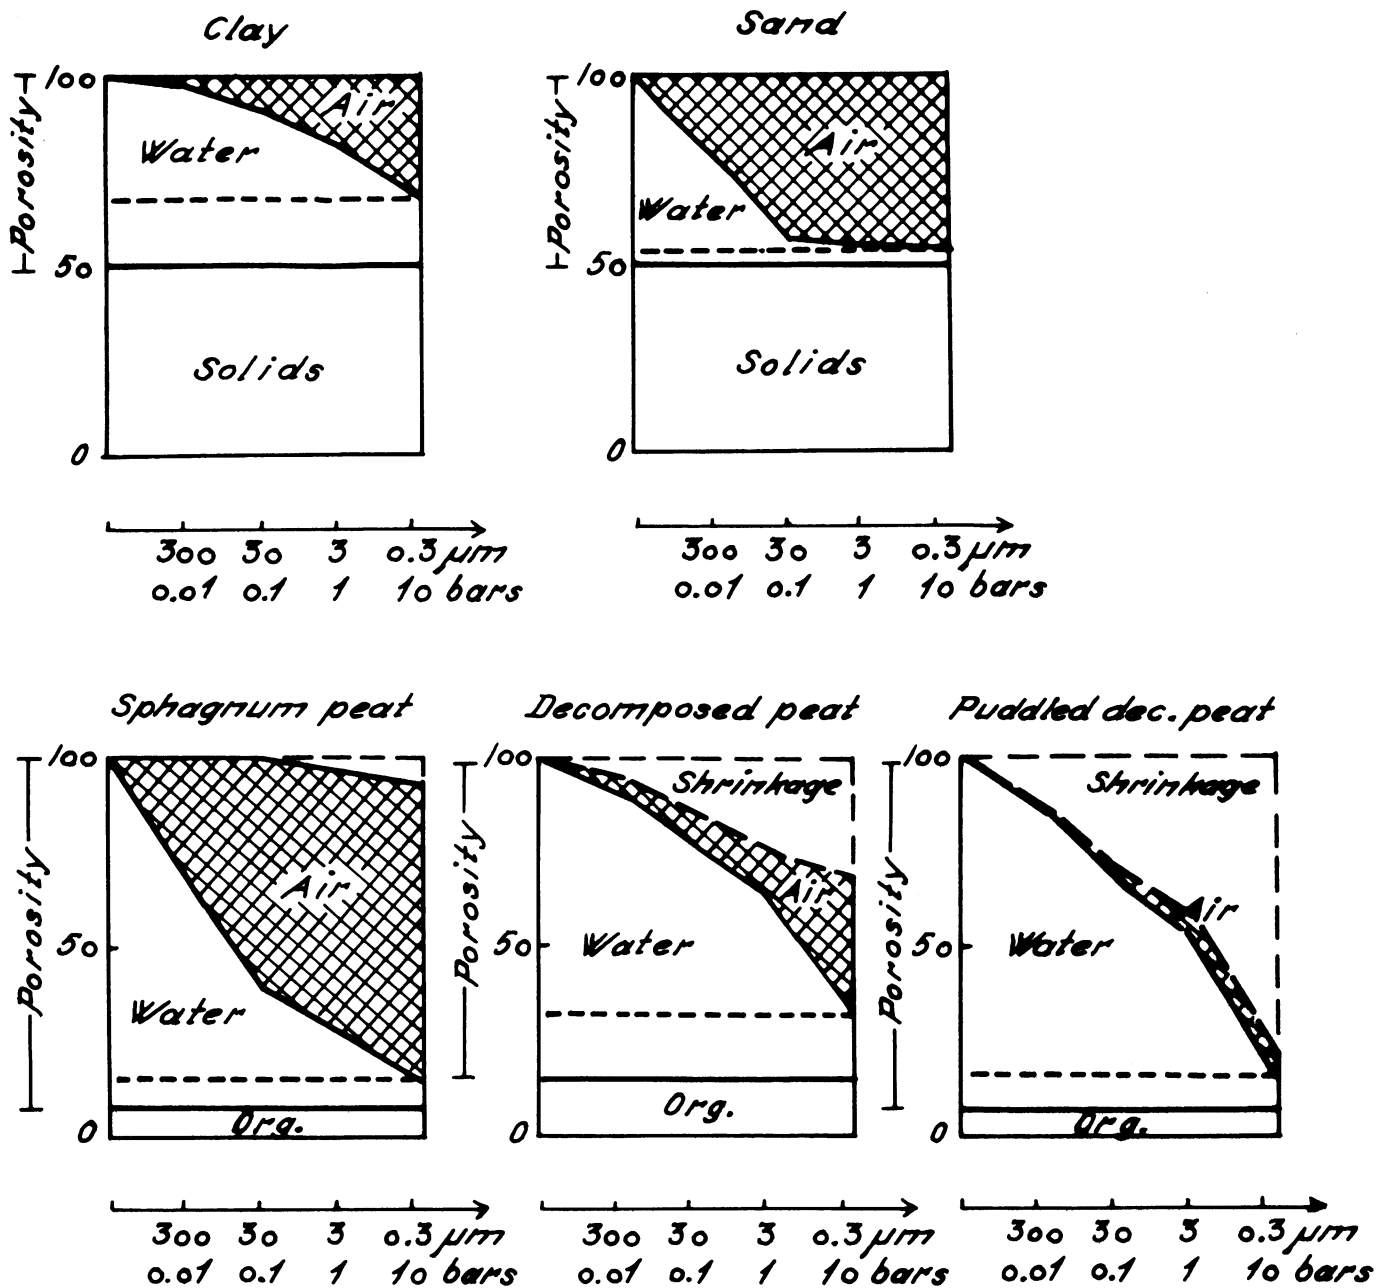 Clay
100
Porosity
50
0
Water
Air
Solids
300 30 3 0.3 μm
0.01 0.1 1 10 bars
Sand
100
Porosity
50
0
Water
Air
Solids
300 30 3 0.3 μm
0.01 0.1 1 10 bars
Sphagnum peat
100
Porosity
50
0
Air
Water
Org.
300 30 3 0.3 μm
0.01 0.1 1 10 bars
Decomposed peat
Porosity
50
0
Shrinkage
Air
Water
Org.
300 30 3 0.3 μm
0.01 0.1 1 10 bars
Puddled dec. peat
100
Porosity
50
0
Shrinkage
Air
Water
Org.
300 30 3 0.3 μm
0.01 0.1 1 10 bars